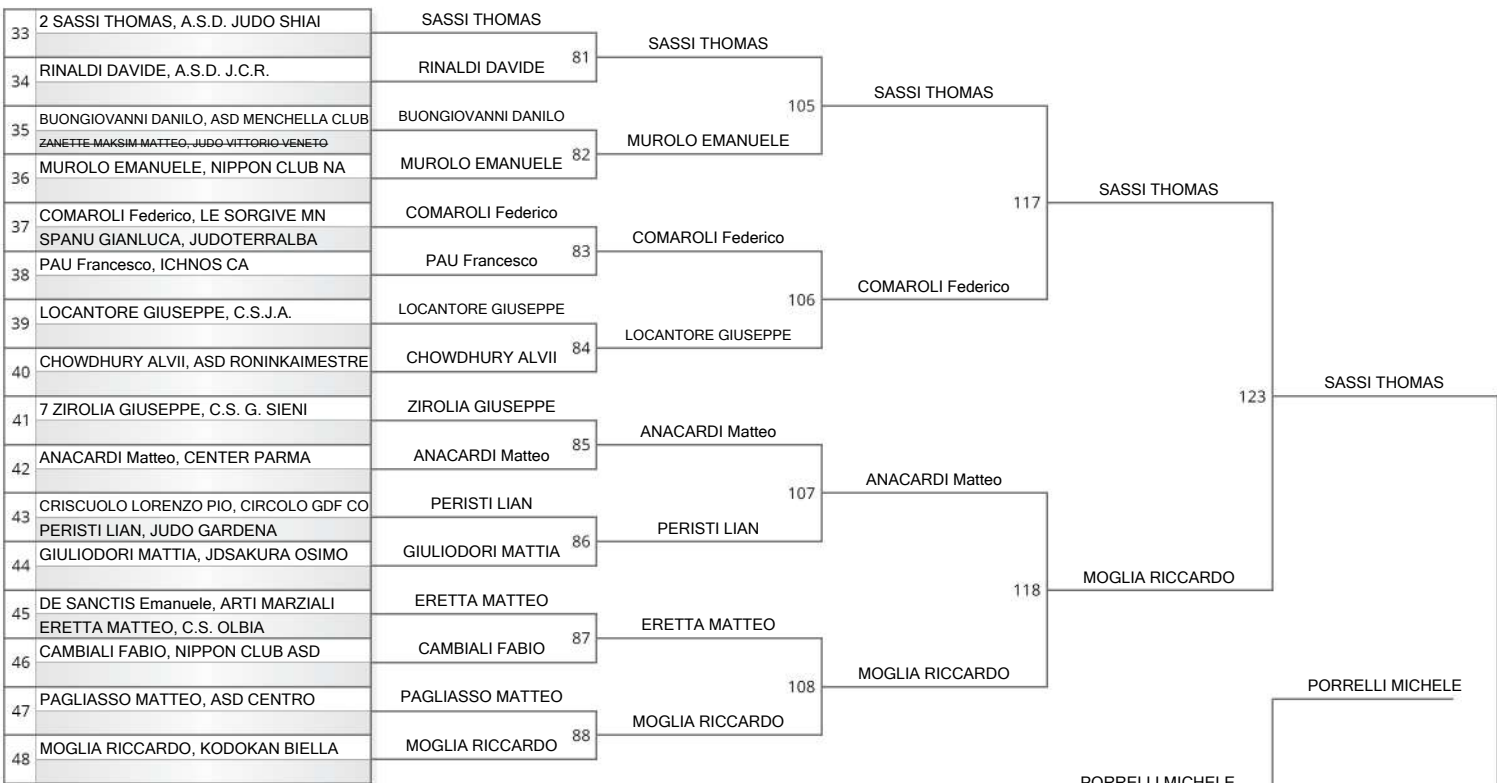 33 2 SASSI THOMAS, A.S.D. JUDO SHIAI
34 RINALDI DAVIDE, A.S.D. J.C.R.
35 BUONGIOVANNI DANILO, ASD MENCHELLA CLUB
ZANETTE MAKSIM MATTEO, JUDO VITTORIO VENETO
36 MUROLO EMANUELE, NIPPON CLUB NA
37 COMAROLI Federico, LE SORGIVE MN
SPANU GIANLUCA, JUDOTERRALBA
38 PAU Francesco, ICHNOS CA
39 LOCANTORE GIUSEPPE, C.S.J.A.
40 CHOWDHURY ALVII, ASD RONINKAIMESTRE
41 7 ZIROLIA GIUSEPPE, C.S. G. SIENI
42 ANACARDI Matteo, CENTER PARMA
43 CRISCUOLO LORENZO PIO, CIRCOLO GDF CO
PERISTI LIAN, JUDO GARDENA
44 GIULIODORI MATTIA, JDSAKURA OSIMO
45 DE SANCTIS Emanuele, ARTI MARZIALI
ERETTA MATTEO, C.S. OLBIA
46 CAMBIALI FABIO, NIPPON CLUB ASD
47 PAGLIASSO MATTEO, ASD CENTRO
48 MOGLIA RICCARDO, KODOKAN BIELLA
SASSI THOMAS
81
RINALDI DAVIDE
BUONGIOVANNI DANILO
82
MUROLO EMANUELE
COMAROLI Federico
83
PAU Francesco
LOCANTORE GIUSEPPE
84
CHOWDHURY ALVII
ZIROLIA GIUSEPPE
85
ANACARDI Matteo
PERISTI LIAN
86
GIULIODORI MATTIA
ERETTA MATTEO
87
CAMBIALI FABIO
PAGLIASSO MATTEO
88
MOGLIA RICCARDO
SASSI THOMAS
105
MUROLO EMANUELE
COMAROLI Federico
106
LOCANTORE GIUSEPPE
ANACARDI Matteo
107
PERISTI LIAN
ERETTA MATTEO
108
MOGLIA RICCARDO
SASSI THOMAS
117
COMAROLI Federico
ANACARDI Matteo
118
MOGLIA RICCARDO
SASSI THOMAS
123
MOGLIA RICCARDO
SASSI THOMAS
PORRELLI MICHELE
PORRELLI MICHELE